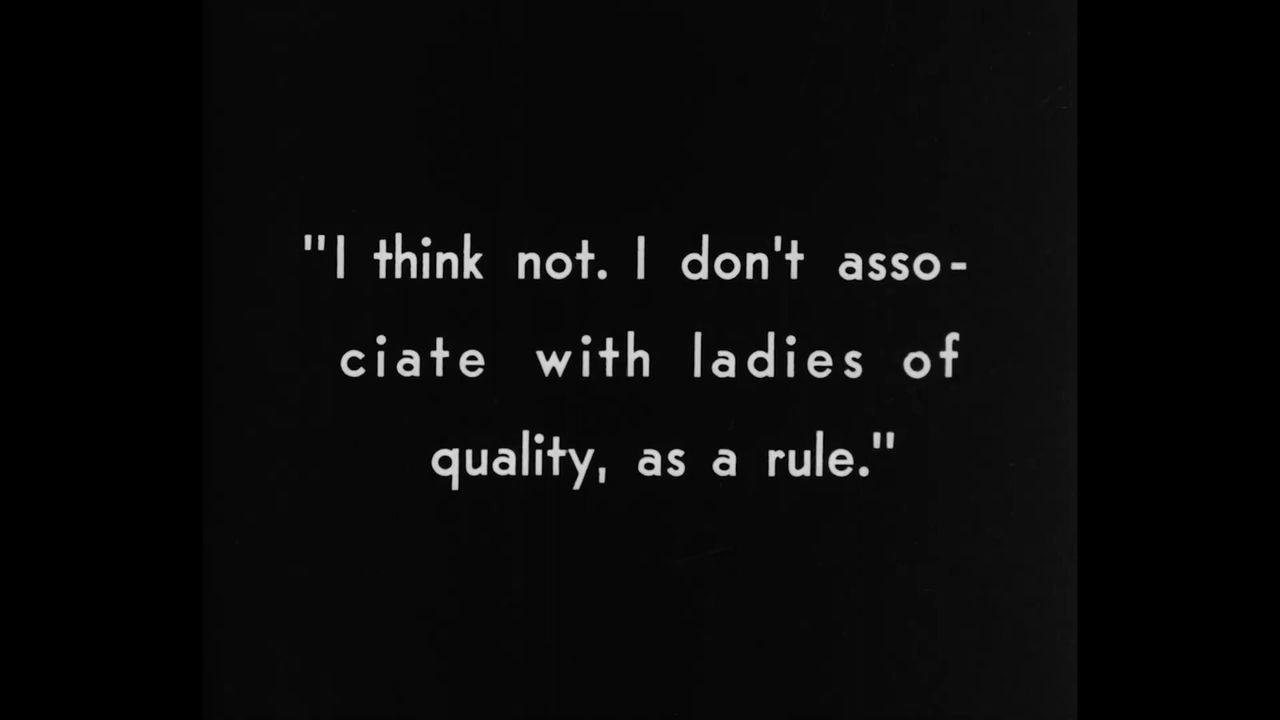 "I think not. I don't asso-
ciate with ladies of
quality, as a rule."